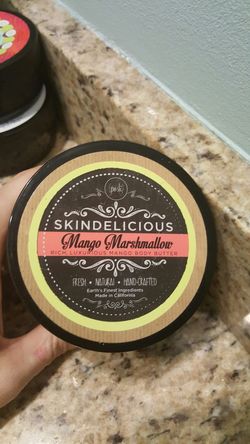 SKINDELICIOUS
Mango Marshmallow
RICH, LUXURIOUS MANGO BODY BUTTER
FRESH • NATURAL • HAND-CRAFTED
Earth's Finest Ingredients
Made in California